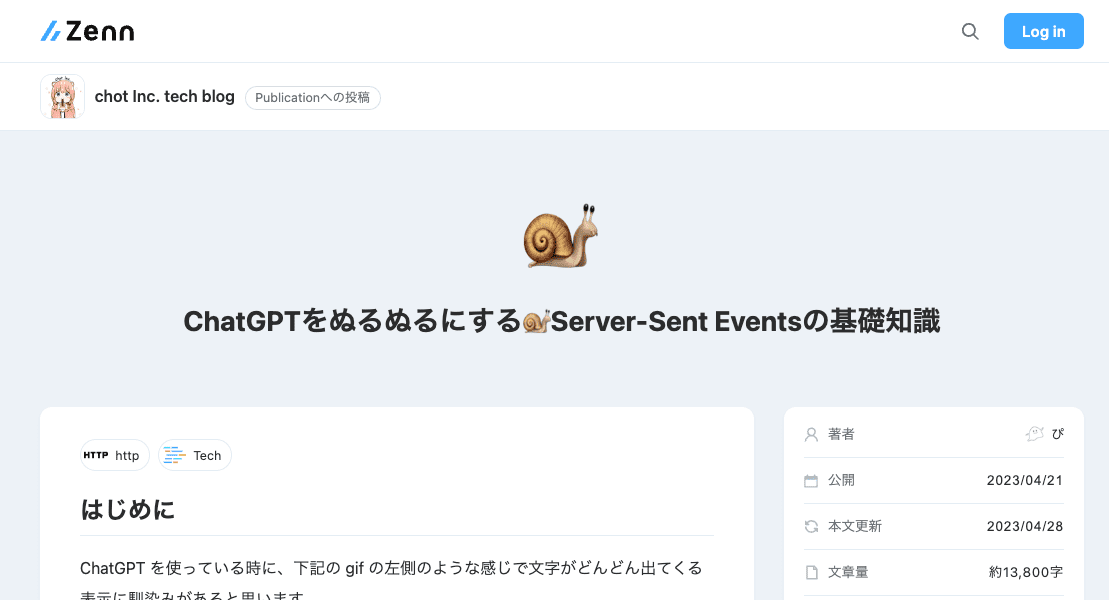 Zenn
Log in
chot Inc. tech blog
Publicationへの投稿
ChatGPTをぬるぬるにする🐌Server-Sent Eventsの基礎知識
HTTP http
Tech
はじめに
ChatGPT を使っている時に、下記の gif の左側のような感じで文字がどんどん出てくる
表示に馴染みがあると思います
著者 ぴ
公開 2023/04/21
本文更新 2023/04/28
文章量 約13,800字